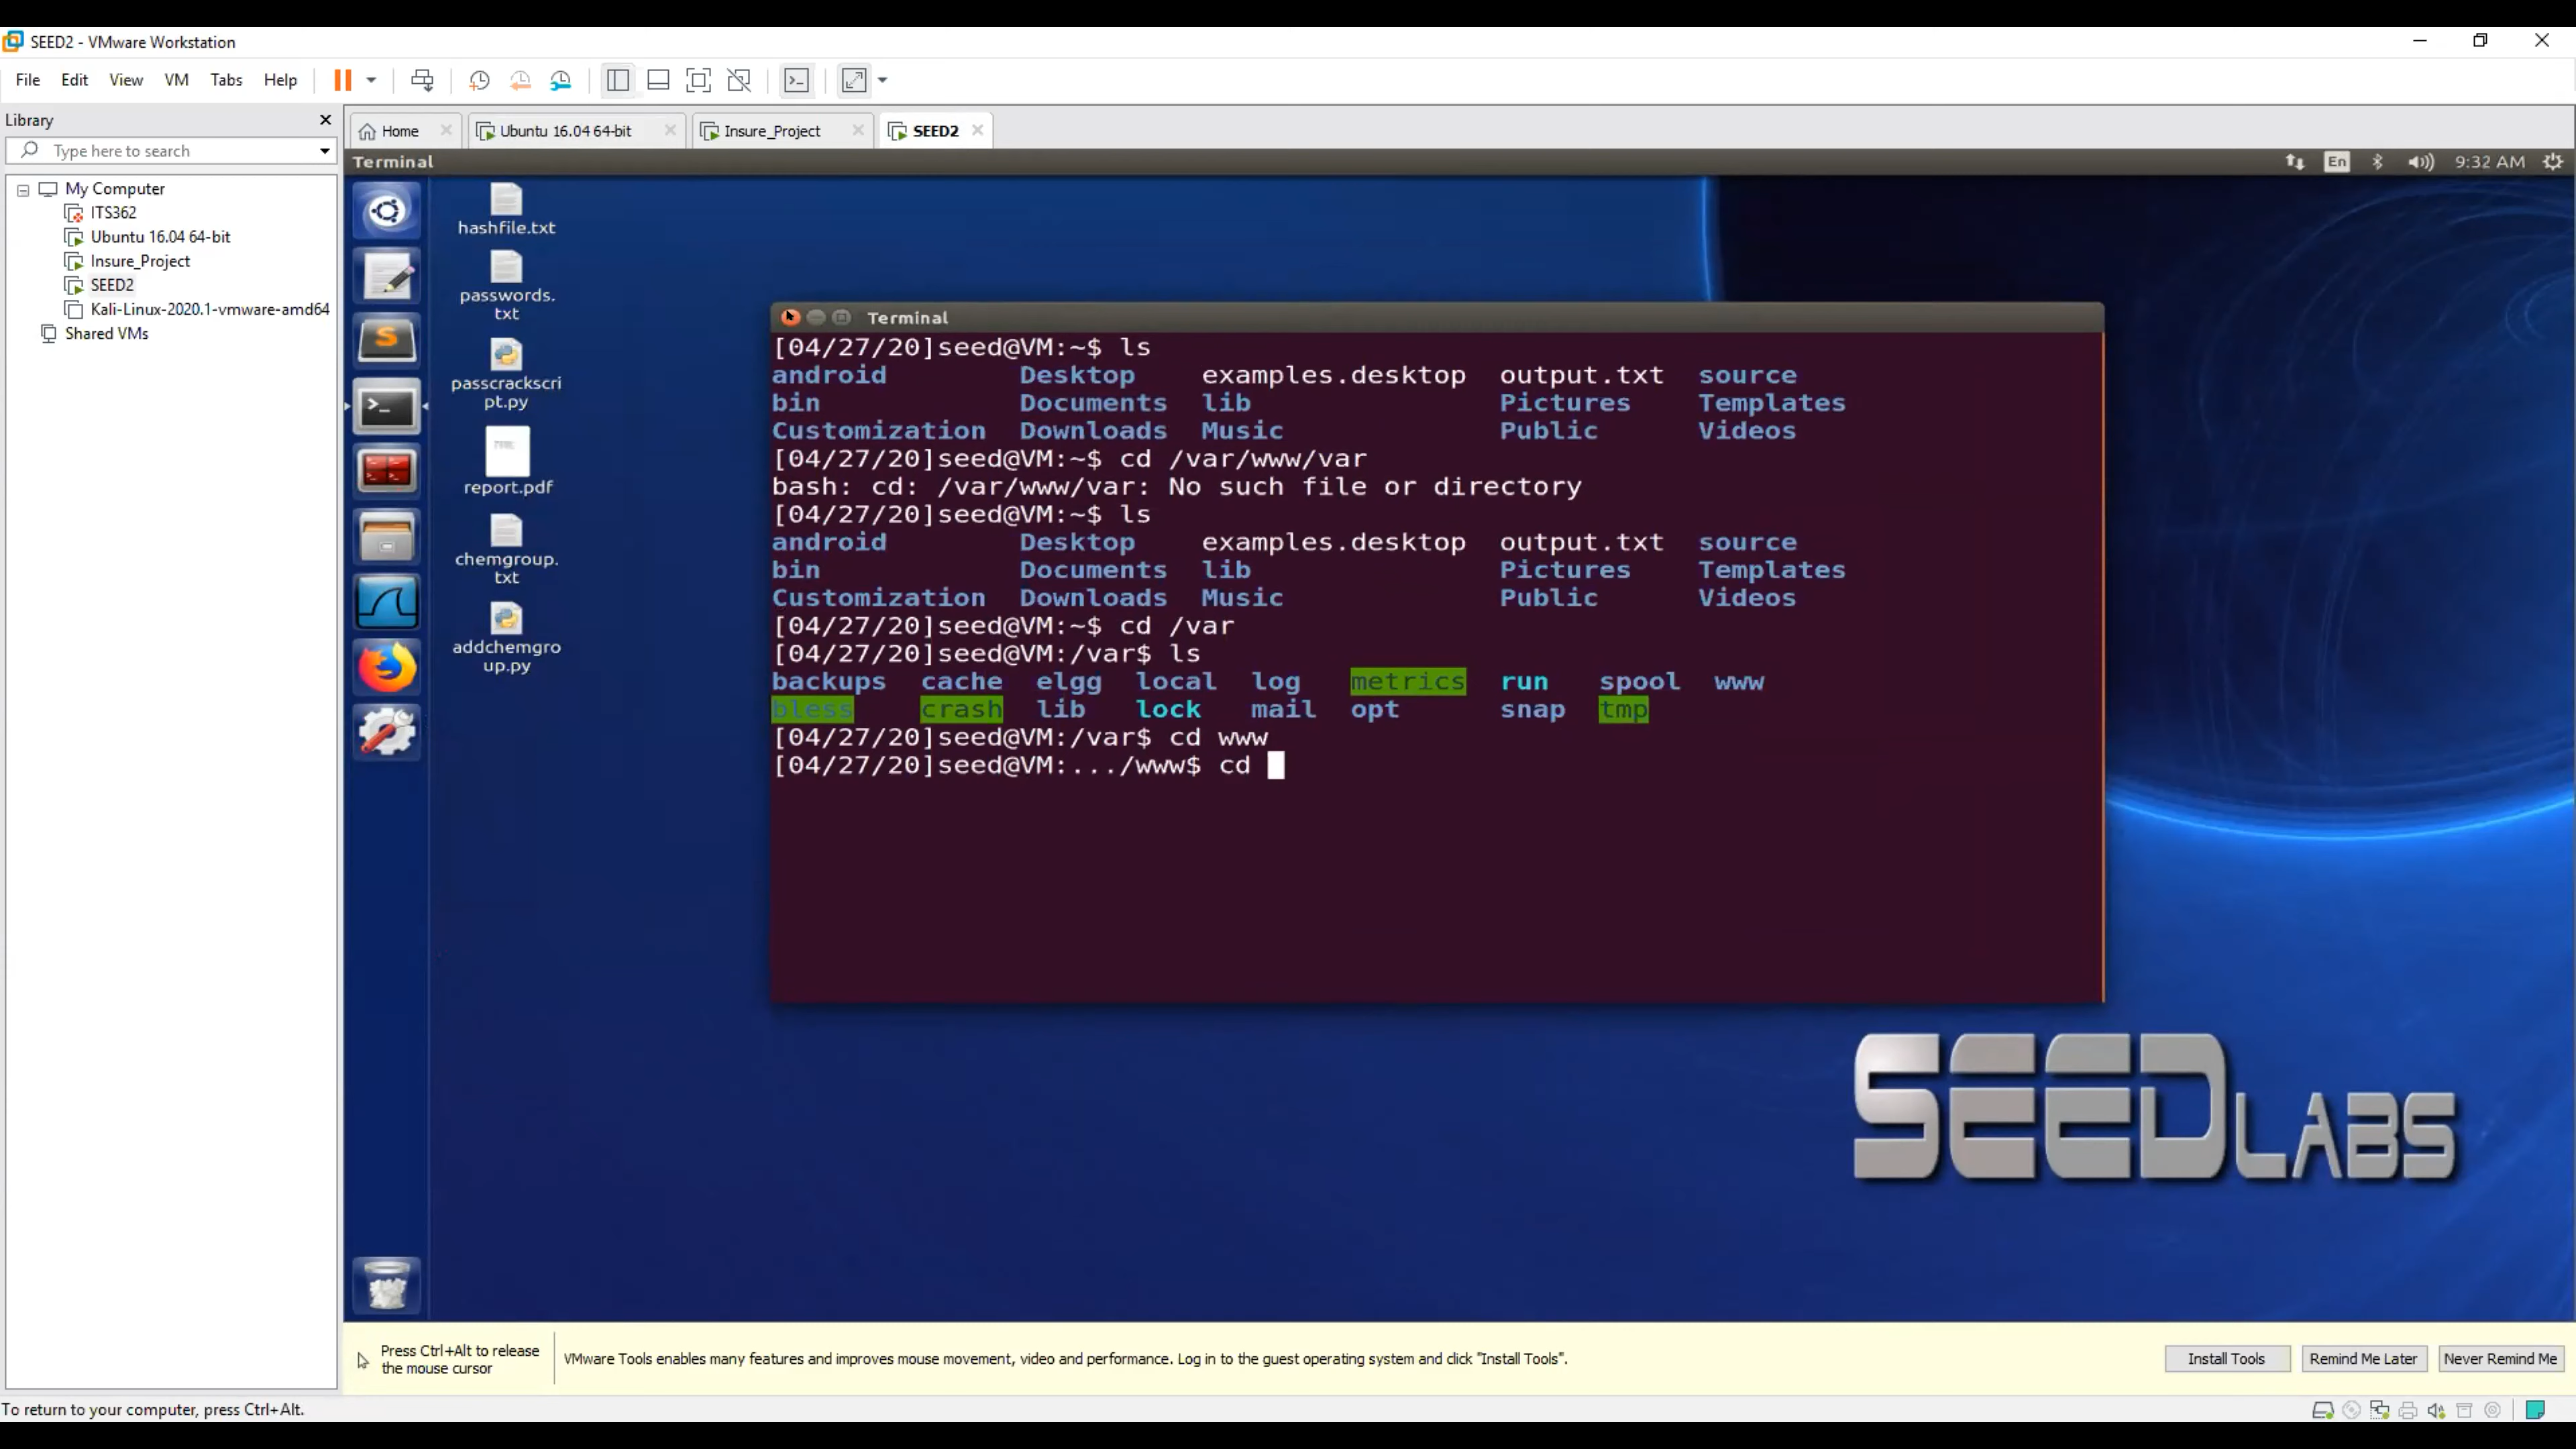 SEED2 - VMware Workstation
File Edit View VM Tabs Help
Library
Type here to search
My Computer
ITS362
Ubuntu 16.04 64-bit
Insure_Project
SEED2
Kali-Linux-2020.1-vmware-amd64
Shared VMs
Home Ubuntu 16.04 64-bit Insure_Project SEED2
Terminal En 9:32 AM
hashfile.txt
passwords.
txt
passcrackscri
pt.py
report.pdf
chemgroup.
txt
addchemgro
up.py
Terminal
[04/27/20]seed@VM:~$ ls
android Desktop examples.desktop output.txt source
bin Documents lib Pictures Templates
Customization Downloads Music Public Videos
[04/27/20]seed@VM:~$ cd /var/www/var
bash: cd: /var/www/var: No such file or directory
[04/27/20]seed@VM:~$ ls
android Desktop examples.desktop output.txt source
bin Documents lib Pictures Templates
Customization Downloads Music Public Videos
[04/27/20]seed@VM:~$ cd /var
[04/27/20]seed@VM:/var$ ls
backups cache elgg local log metrics run spool www
bless crash lib lock mail opt snap tmp
[04/27/20]seed@VM:/var$ cd www
[04/27/20]seed@VM:.../www$ cd
SEEDLABS
Press Ctrl+Alt to release
the mouse cursor
VMware Tools enables many features and improves mouse movement, video and performance. Log in to the guest operating system and click "Install Tools".
Install Tools Remind Me Later Never Remind Me
To return to your computer, press Ctrl+Alt.